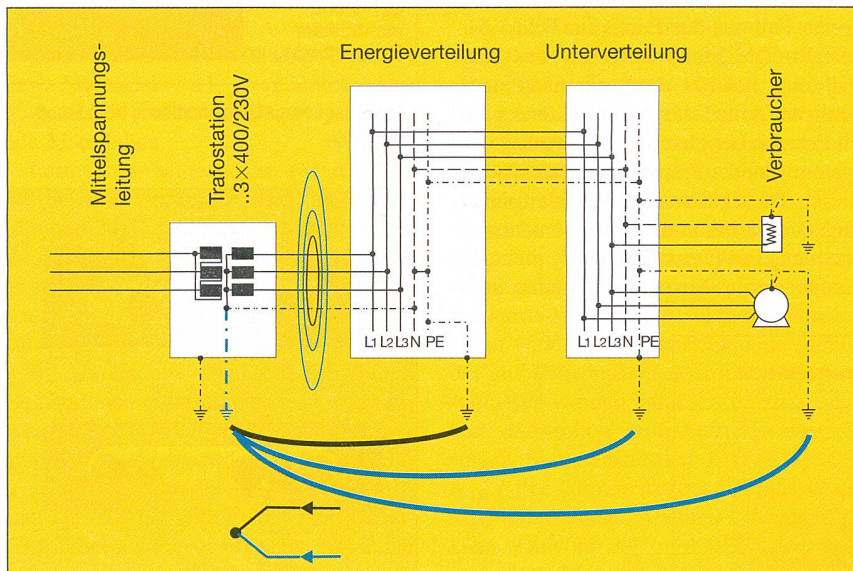 Energieverteilung
Unterverteilung
Mittelspannungs-
leitung
Trafostation
..3×400/230V
Verbraucher
L1 L2 L3 N PE
L1 L2 L3 N PE